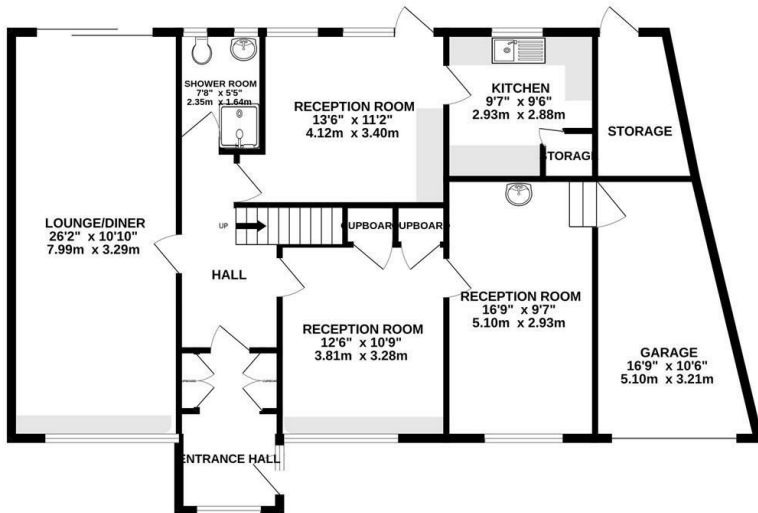 SHOWER ROOM
7'8" x 5'5"
2.35m x 1.64m
RECEPTION ROOM
13'6" x 11'2"
4.12m x 3.40m
KITCHEN
9'7" x 9'6"
2.93m x 2.88m
STORAGE
STORAGE
LOUNGE/DINER
26'2" x 10'10"
7.99m x 3.29m
UP
UPBOAR
UPBOAR
HALL
RECEPTION ROOM
12'6" x 10'9"
3.81m x 3.28m
RECEPTION ROOM
16'9" x 9'7"
5.10m x 2.93m
GARAGE
16'9" x 10'6"
5.10m x 3.21m
ENTRANCE HALL